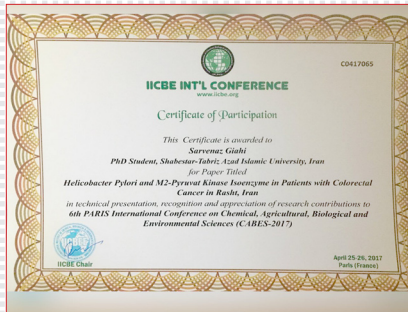 CD417065
IICBE INT'L CONFERENCE
www.iicbe.org
Certificate of Participation
This Certificate is awarded to
Sarvenaz Giahi
PhD Student, Shabestar-Tabriz Azad Islamic University, Iran
for Paper Titled
Helicobacter Pylori and M2-Pyruvat Kinase Isoenzyme in Patients with Colorectal
Cancer in Rasht, Iran
in technical presentation, recognition and appreciation of research contributions to
6th PARIS International Conference on Chemical, Agricultural, Biological and
Environmental Sciences (CABES-2017)
IICBE Chair
April 25-26, 2017
Paris (France)